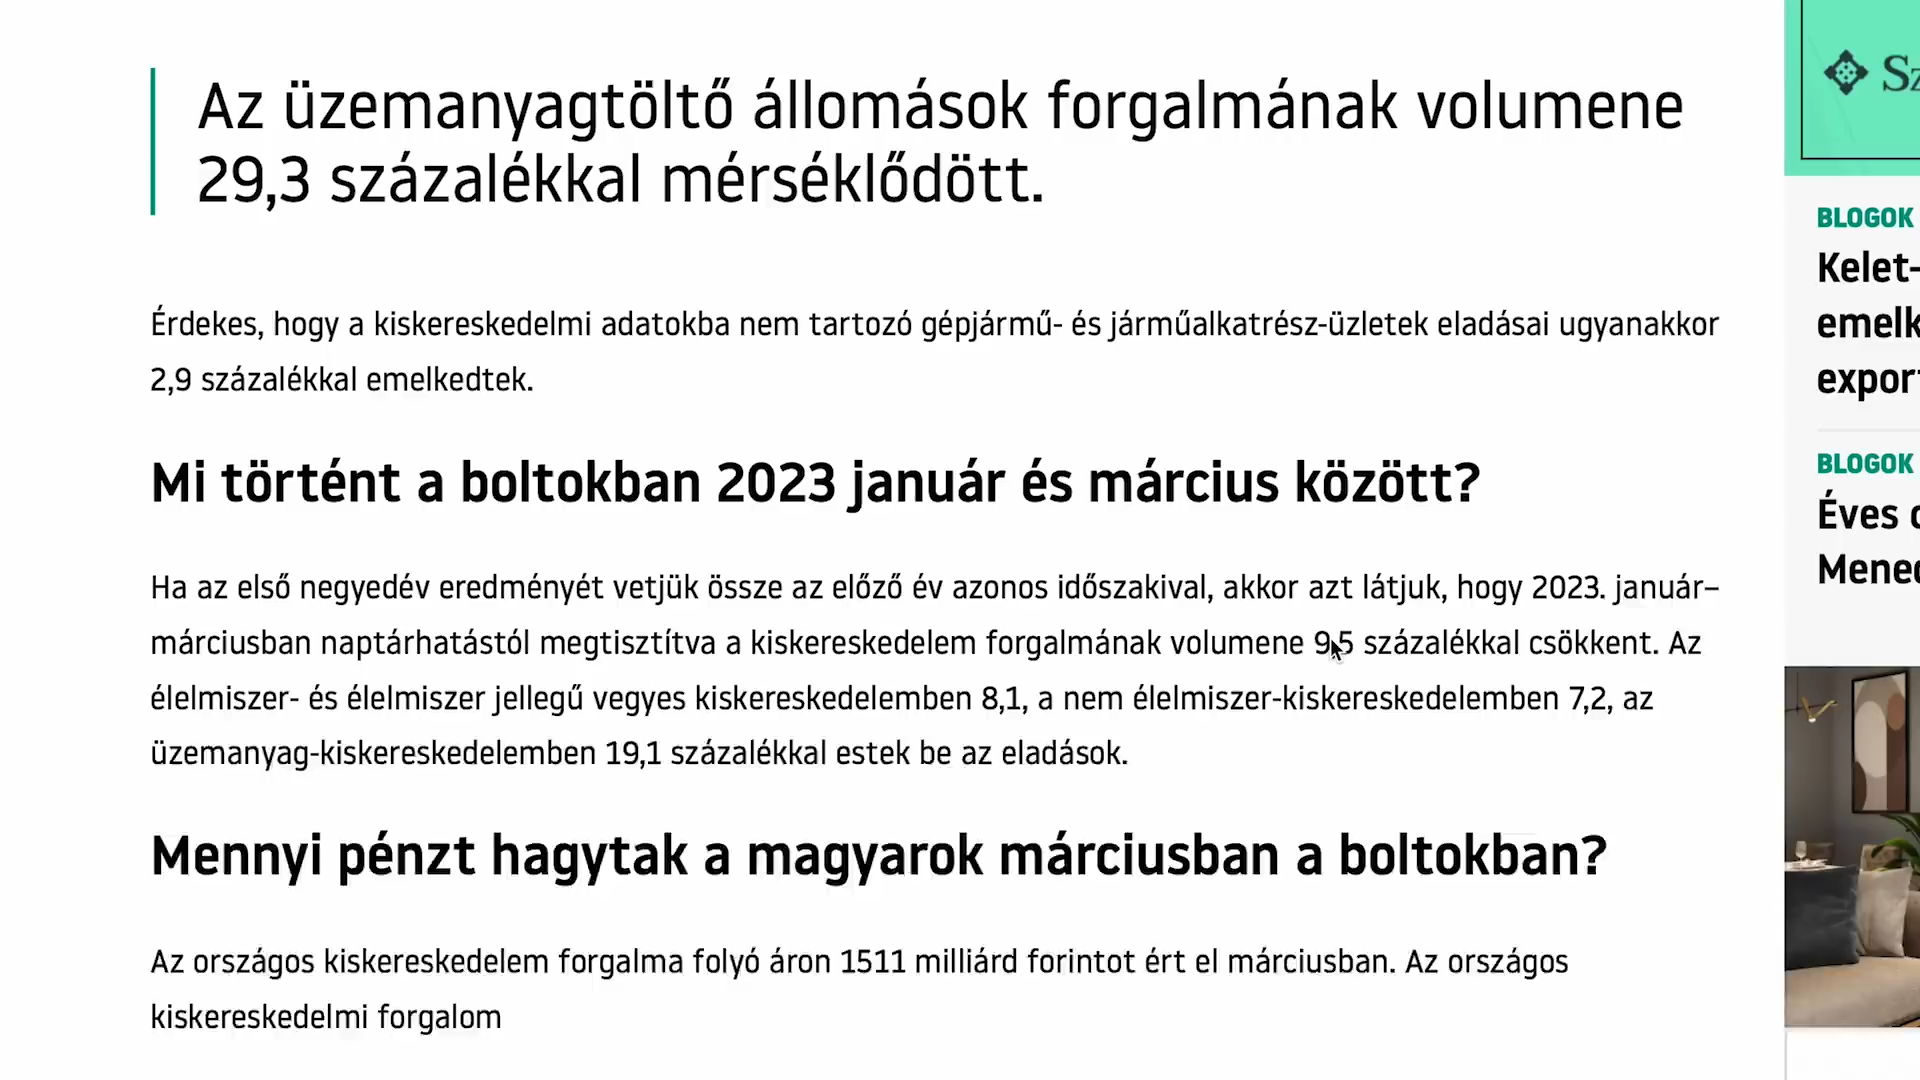 Az üzemanyagtöltő állomások forgalmának volumene
29,3 százalékkal mérséklődött.
Érdekes, hogy a kiskereskedelmi adatokba nem tartozó gépjármű- és járműalkatrész-üzletek eladásai ugyanakkor
2,9 százalékkal emelkedtek.
Mi történt a boltokban 2023 január és március között?
Ha az első negyedév eredményét vetjük össze az előző év azonos időszakival, akkor azt látjuk, hogy 2023. január–
márciusban naptárhatástól megtisztítva a kiskereskedelem forgalmának volumene 9,5 százalékkal csökkent. Az
élelmiszer- és élelmiszer jellegű vegyes kiskereskedelemben 8,1, a nem élelmiszer-kiskereskedelemben 7,2, az
üzemanyag-kiskereskedelemben 19,1 százalékkal estek be az eladások.
Mennyi pénzt hagytak a magyarok márciusban a boltokban?
Az országos kiskereskedelem forgalma folyó áron 1511 milliárd forintot ért el márciusban. Az országos
kiskereskedelmi forgalom
BLOGOK
Kelet-
emelk
export
BLOGOK
Éves